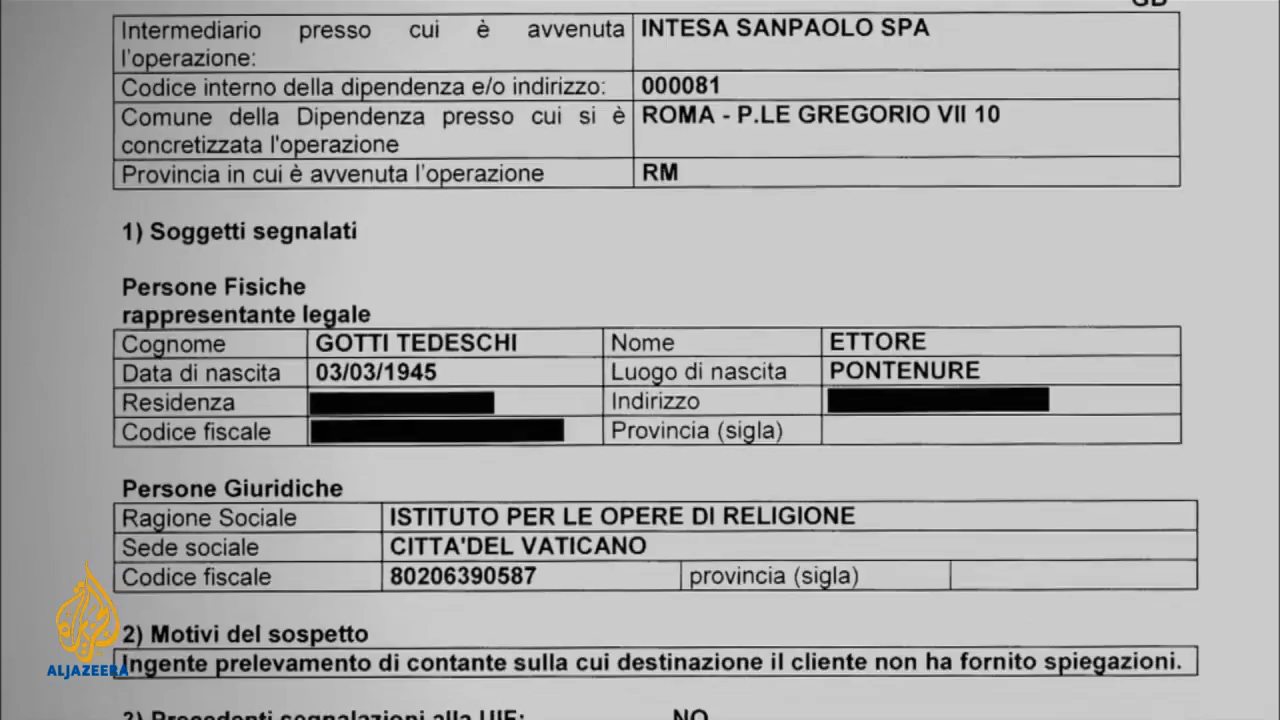 Intermediario presso cui è avvenuta l'operazione: INTESA SANPAOLO SPA
Codice interno della dipendenza e/o indirizzo: 000081
Comune della Dipendenza presso cui si è concretizzata l'operazione ROMA - P.LE GREGORIO VII 10
Provincia in cui è avvenuta l'operazione RM
1) Soggetti segnalati
Persone Fisiche
rappresentante legale
Cognome GOTTI TEDESCHI Nome ETTORE
Data di nascita 03/03/1945 Luogo di nascita PONTENURE
Residenza Indirizzo
Codice fiscale Provincia (sigla)
Persone Giuridiche
Ragione Sociale ISTITUTO PER LE OPERE DI RELIGIONE
Sede sociale CITTA'DEL VATICANO
Codice fiscale 80206390587 provincia (sigla)
2) Motivi del sospetto
Ingente prelevamento di contante sulla cui destinazione il cliente non ha fornito spiegazioni.
ALJAZEERA
Precedenti segnalazioni alla UIF: NO